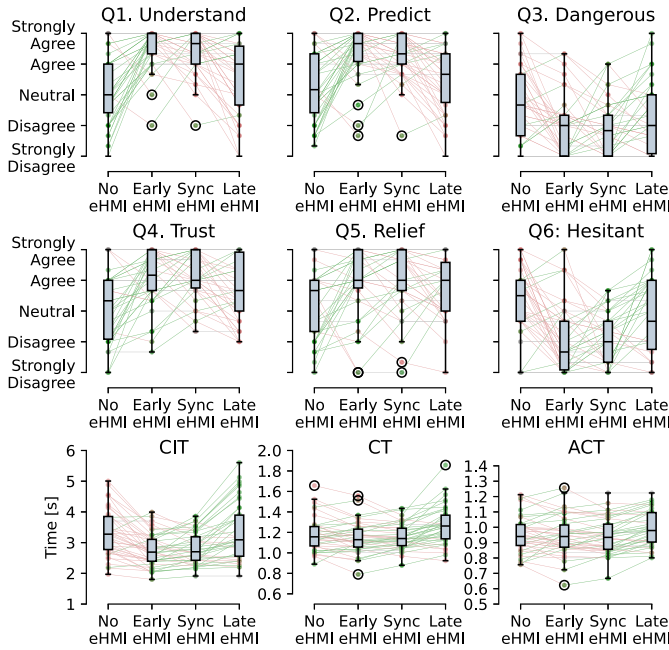 Q1. Understand
Q2. Predict
Q3. Dangerous
Strongly
Agree
Agree
Neutral
Disagree
Strongly
Disagree
No
eHMI
Early
eHMI
Sync
eHMI
Late
eHMI
No
eHMI
Early
eHMI
Sync
eHMI
Late
eHMI
No
eHMI
Early
eHMI
Sync
eHMI
Late
eHMI
Q4. Trust
Q5. Relief
Q6: Hesitant
Strongly
Agree
Agree
Neutral
Disagree
Strongly
Disagree
No
eHMI
Early
eHMI
Sync
eHMI
Late
eHMI
No
eHMI
Early
eHMI
Sync
eHMI
Late
eHMI
No
eHMI
Early
eHMI
Sync
eHMI
Late
eHMI
CIT
CT
ACT
Time [s]
6
5
4
3
2
1
No
eHMI
Early
eHMI
Sync
eHMI
Late
eHMI
2.0
1.8
1.6
1.4
1.2
1.0
0.8
0.6
No
eHMI
Early
eHMI
Sync
eHMI
Late
eHMI
1.4
1.3
1.2
1.1
1.0
0.9
0.8
0.7
0.6
0.5
No
eHMI
Early
eHMI
Sync
eHMI
Late
eHMI